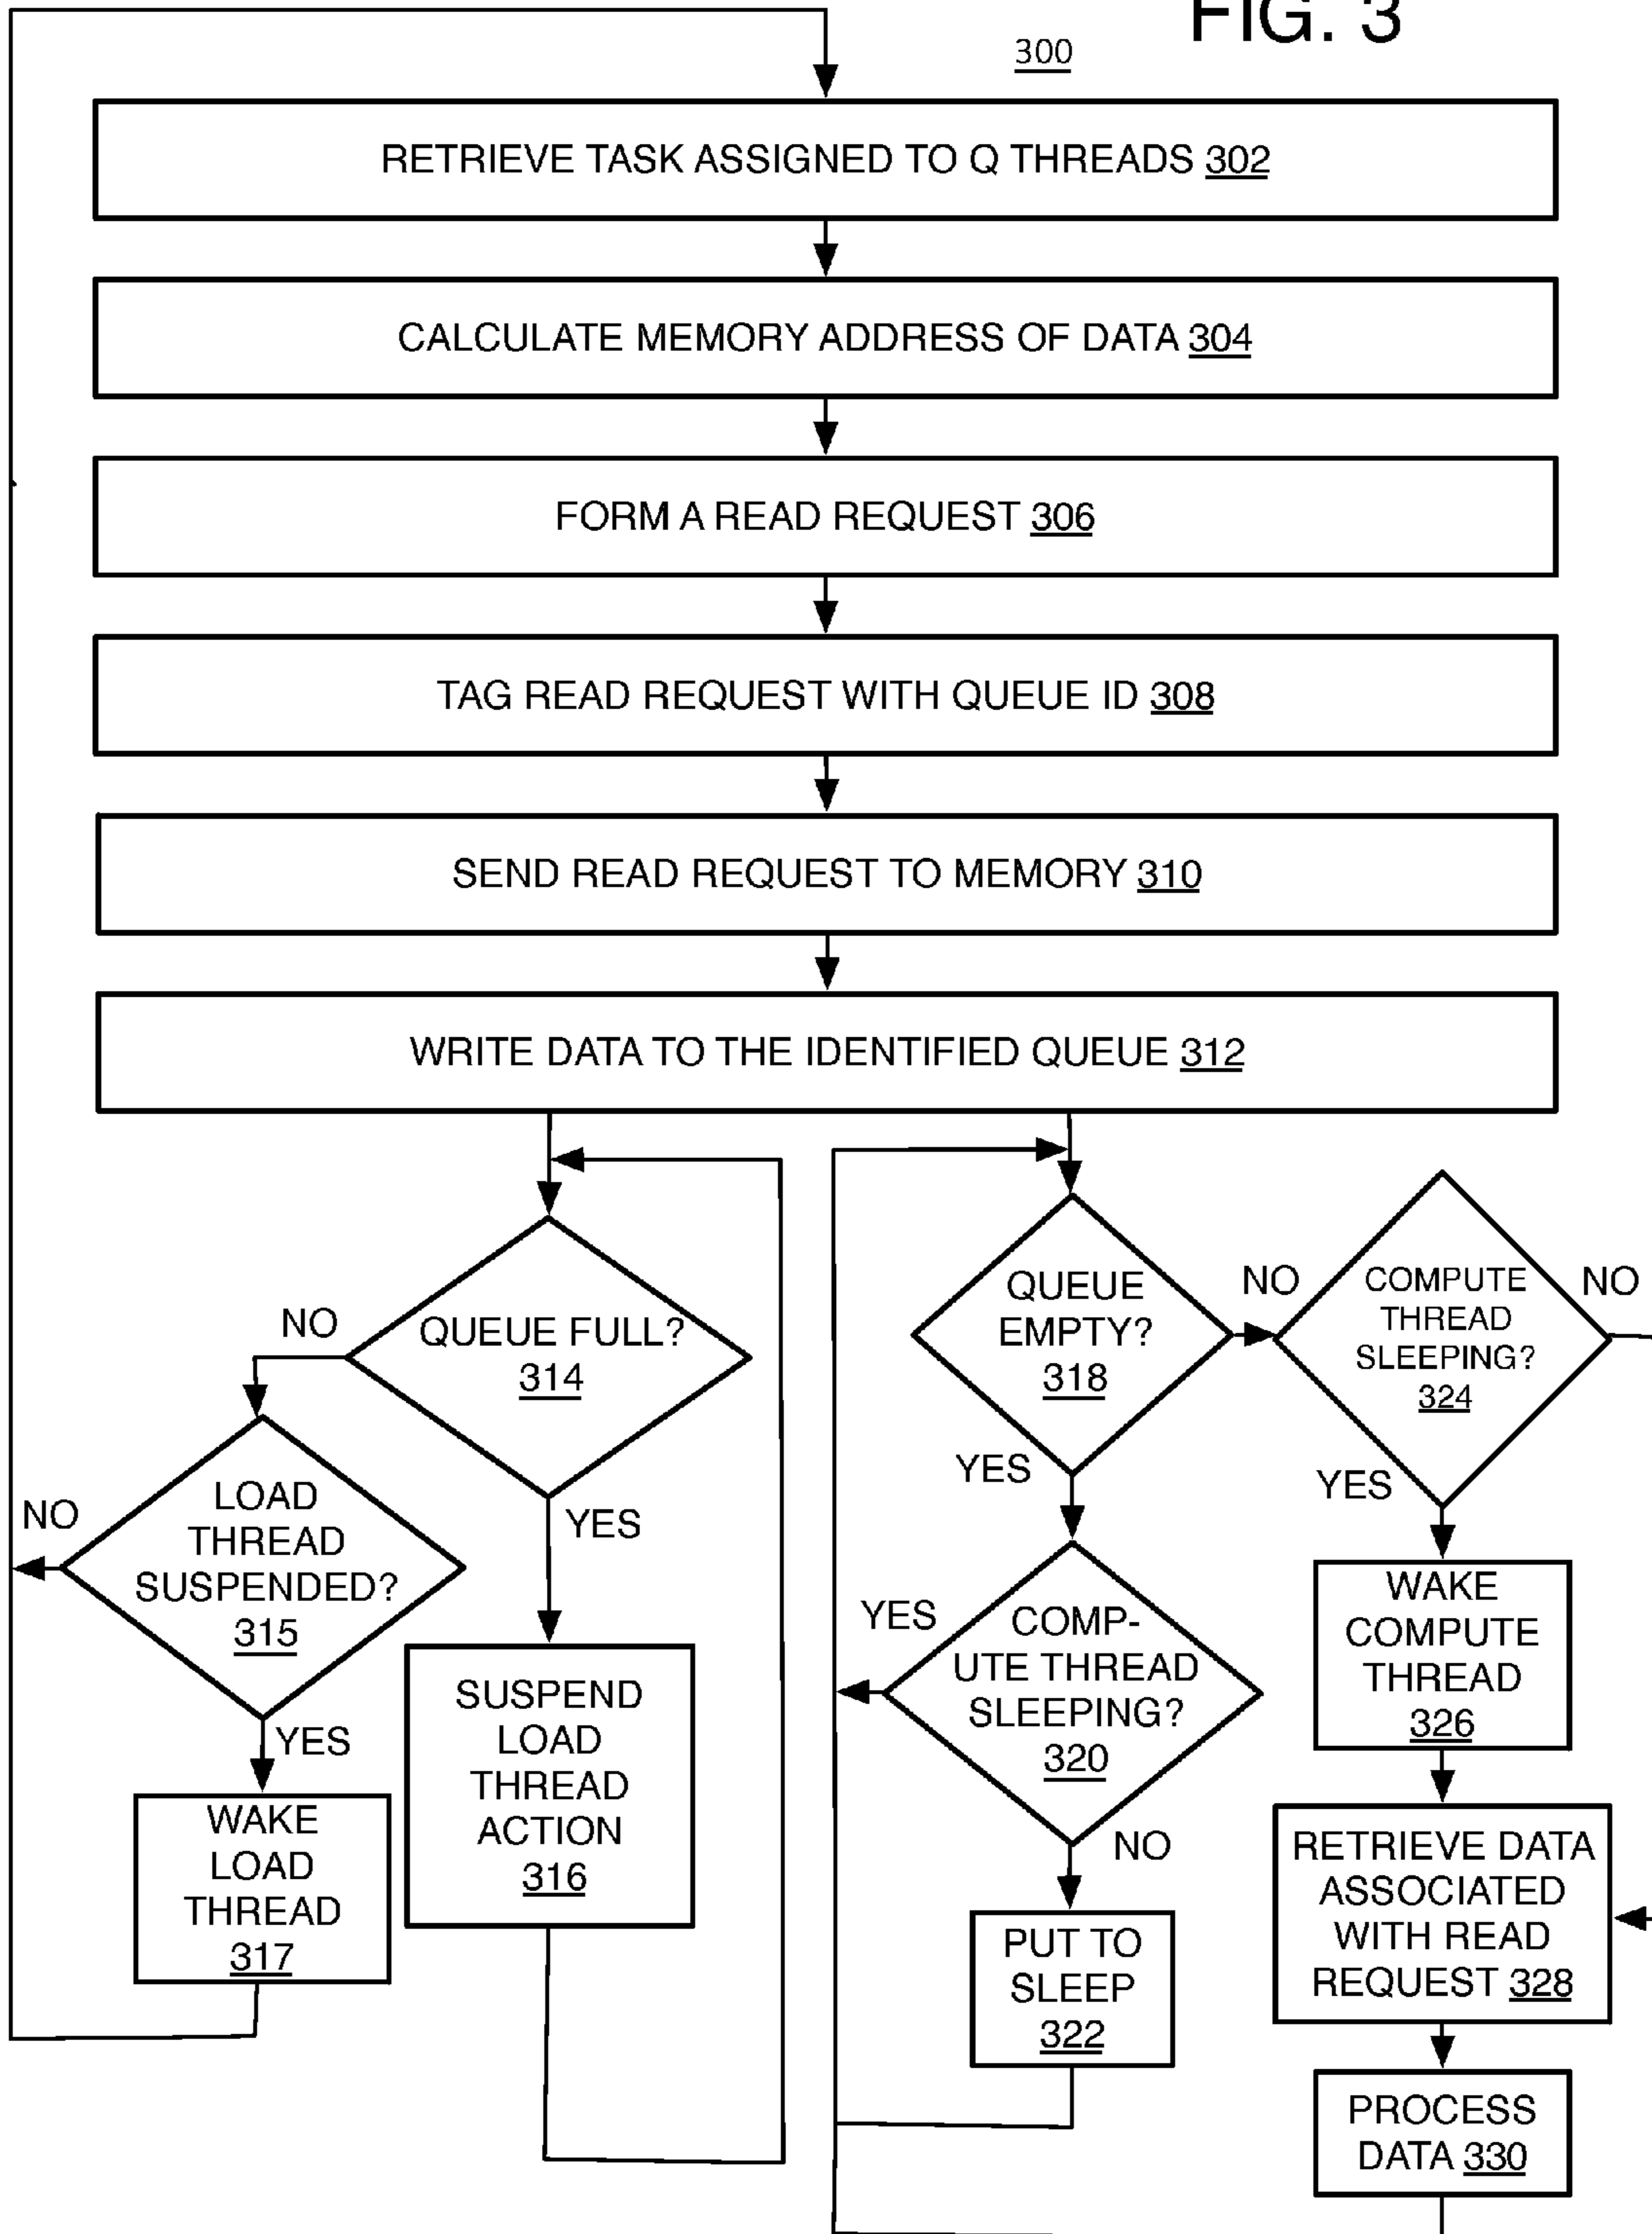 FIG. 3
300
RETRIEVE TASK ASSIGNED TO Q THREADS 302
CALCULATE MEMORY ADDRESS OF DATA 304
FORM A READ REQUEST 306
TAG READ REQUEST WITH QUEUE ID 308
SEND READ REQUEST TO MEMORY 310
WRITE DATA TO THE IDENTIFIED QUEUE 312
NO
QUEUE FULL?
314
YES
NO
LOAD
THREAD
SUSPENDED?
315
YES
WAKE
LOAD
THREAD
317
SUSPEND
LOAD
THREAD
ACTION
316
QUEUE
EMPTY?
318
NO
YES
YES
COMP-
UTE THREAD
SLEEPING?
320
NO
PUT TO
SLEEP
322
COMPUTE
THREAD
SLEEPING?
324
NO
YES
WAKE
COMPUTE
THREAD
326
RETRIEVE DATA
ASSOCIATED
WITH READ
REQUEST 328
PROCESS
DATA 330